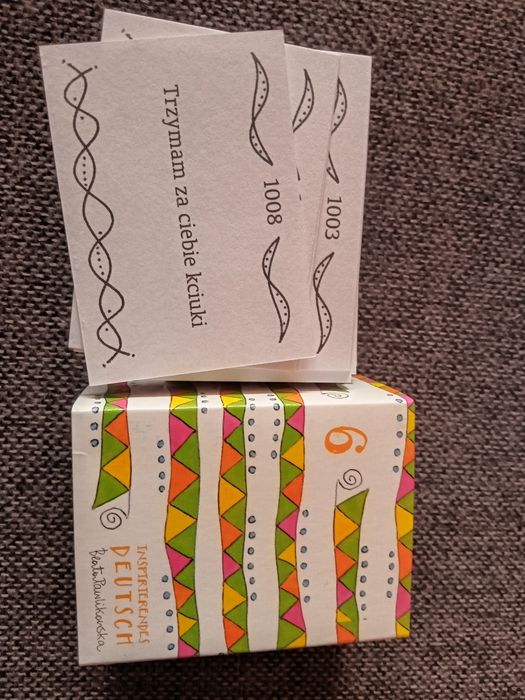 1003
1008
Trzymam za ciebie kciuki
6
INSPIRIERENDES
DEUTSCH
Beata Pawlikowska